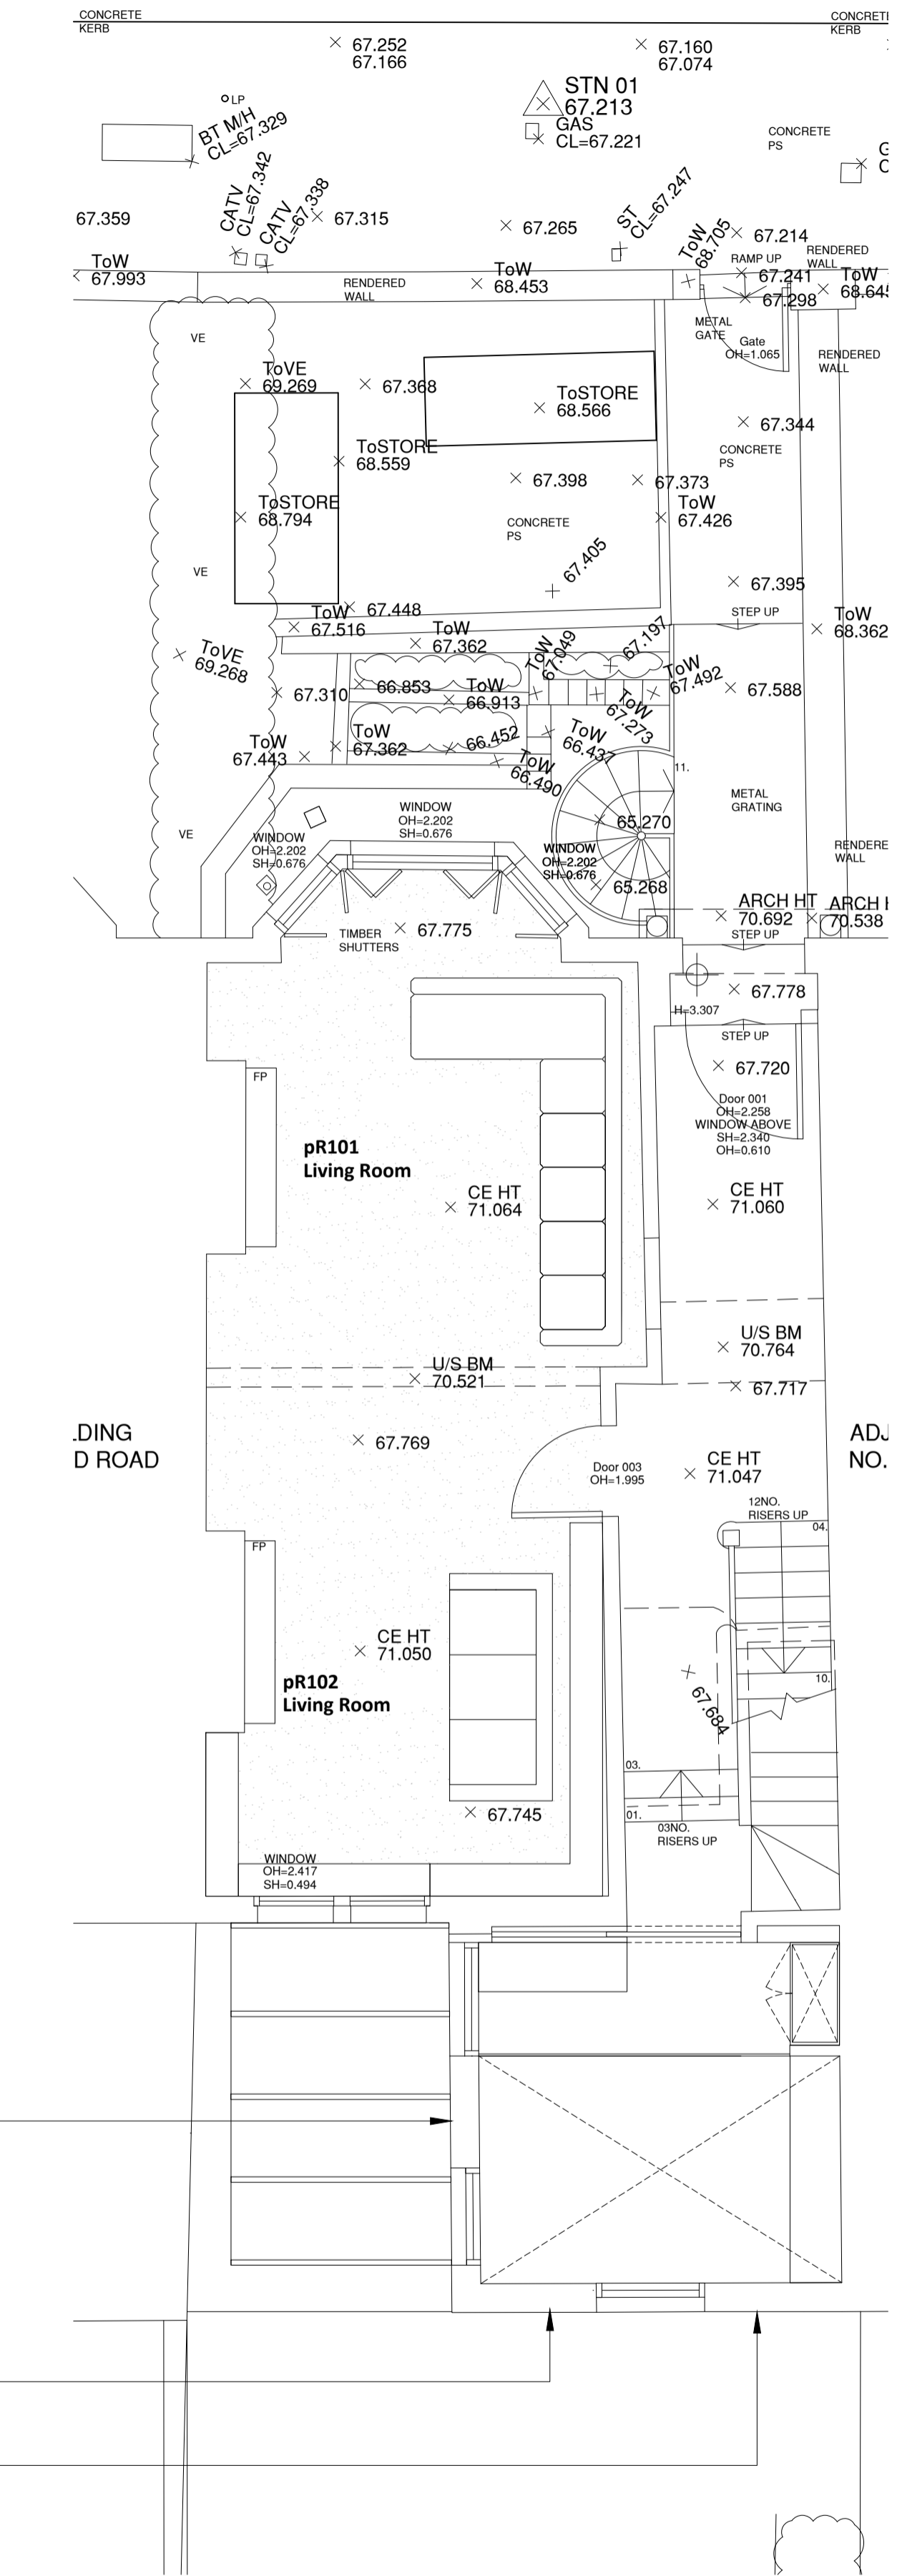 CONCRETE
KERB
CONCRETE
KERB
67.252
67.166
67.160
67.074
STN 01
67.213
LP
BT M/H
CL=67.329
GAS
CL=67.221
CONCRETE
PS
CATV
CL=67.342
CATV
CL=67.338
ST
CL=67.247
67.359
67.315
67.265
67.214
ToW
68.705
RAMP UP
RENDERED
WALL
ToW
67.993
RENDERED
WALL
ToW
68.453
67.241
67.298
ToW
METAL
GATE
Gate
OH=1.065
RENDERED
WALL
VE
ToVE
69.269
67.368
ToSTORE
68.566
67.344
ToSTORE
68.559
CONCRETE
PS
67.398
67.373
ToSTORE
68.794
ToW
67.426
CONCRETE
PS
67.405
VE
67.395
67.448
STEP UP
ToW
67.516
ToW
67.362
ToW
68.362
ToVE
69.268
ToW
67.049
67.197
ToW
67.492
67.310
66.853
ToW
66.913
67.588
ToW
67.273
ToW
67.443
ToW
67.362
66.452
ToW
66.437
ToW
66.490
11.
METAL
GRATING
VE
WINDOW
OH=2.202
SH=0.676
WINDOW
OH=2.202
SH=0.676
65.270
WINDOW
OH=2.202
SH=0.676
65.268
ARCH HT
70.692
70.538
STEP UP
TIMBER
SHUTTERS
67.775
67.778
H=3.307
STEP UP
67.720
FP
Door 001
OH=2.258
WINDOW ABOVE
SH=2.340
OH=0.610
pR101
Living Room
CE HT
71.064
CE HT
71.060
U/S BM
70.764
U/S BM
70.521
67.717
67.769
D ROAD
NO.
Door 003
OH=1.995
CE HT
71.047
12NO.
RISERS UP
04.
FP
CE HT
71.050
pR102
Living Room
67.684
10.
03.
67.745
01.
03NO.
RISERS UP
WINDOW
OH=2.417
SH=0.494